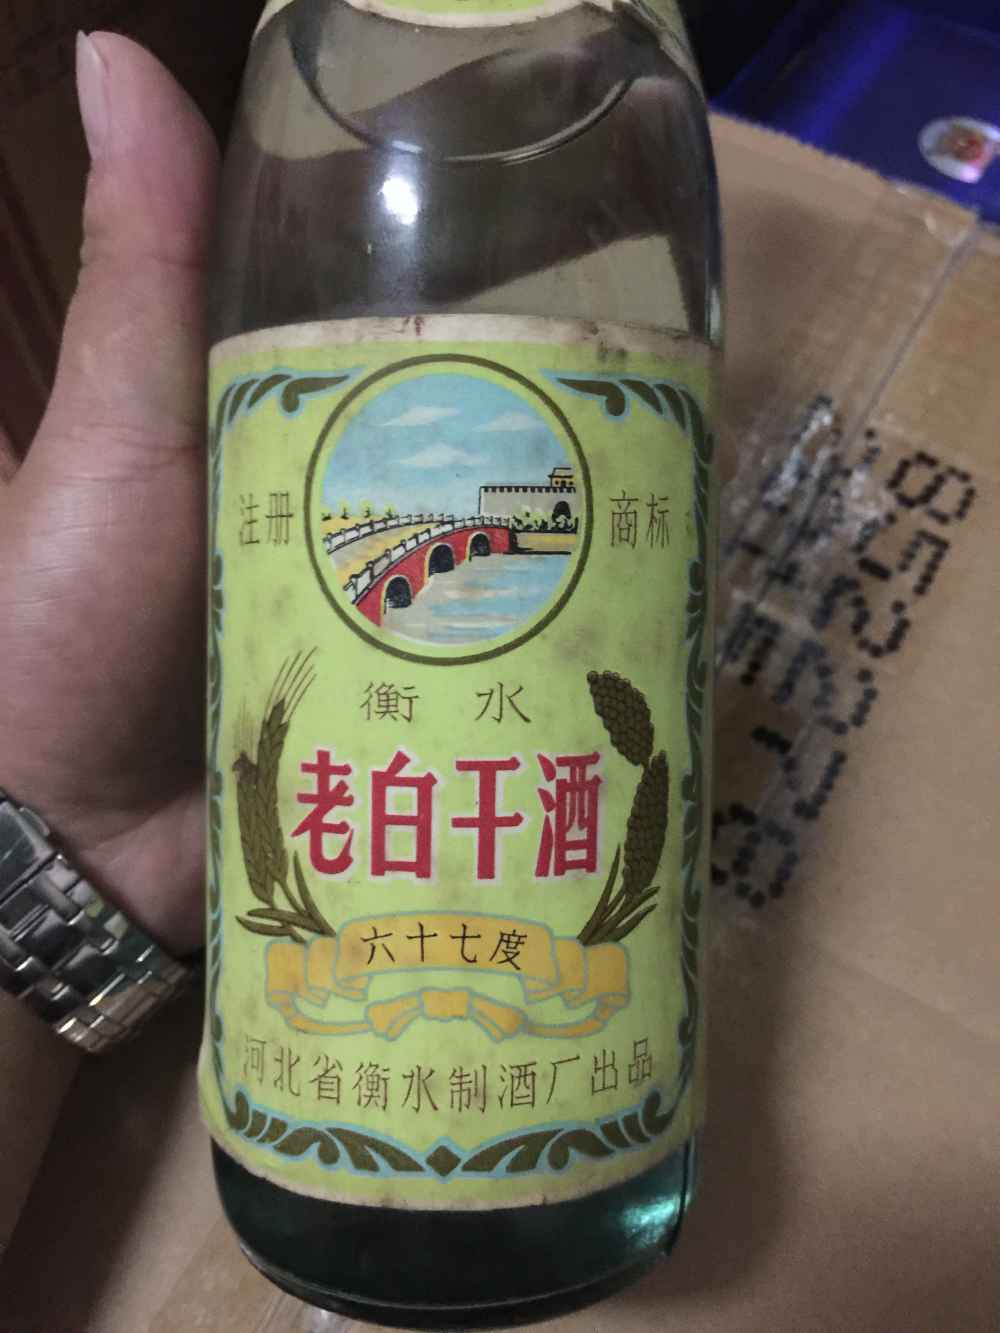 注册 商标
衡水
老白干酒
六十七度
河北省衡水制酒厂出品